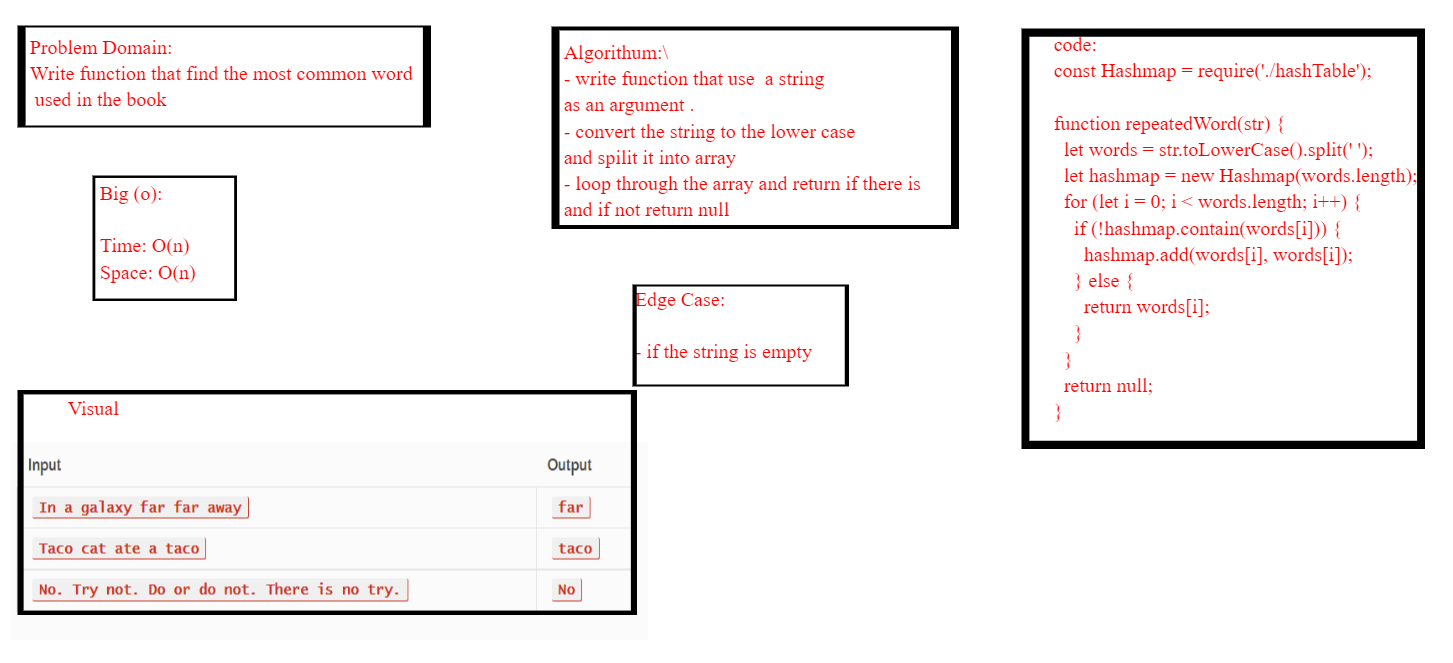 Problem Domain:
Write function that find the most common word
used in the book
Big (o):
Time: O(n)
Space: O(n)
Algorithum:\
- write function that use  a string
as an argument .
- convert the string to the lower case
and spilit it into array
- loop through the array and return if there is
and if not return null
Edge Case:
- if the string is empty
code:
const Hashmap = require('./hashTable');
function repeatedWord(str) {
let words = str.toLowerCase().split(' ');
let hashmap = new Hashmap(words.length);
for (let i = 0; i < words.length; i++) {
if (!hashmap.contain(words[i])) {
hashmap.add(words[i], words[i]);
} else {
return words[i];
}
}
return null;
}
Visual
Input Output
In a galaxy far far away far
Taco cat ate a taco taco
No. Try not. Do or do not. There is no try. No